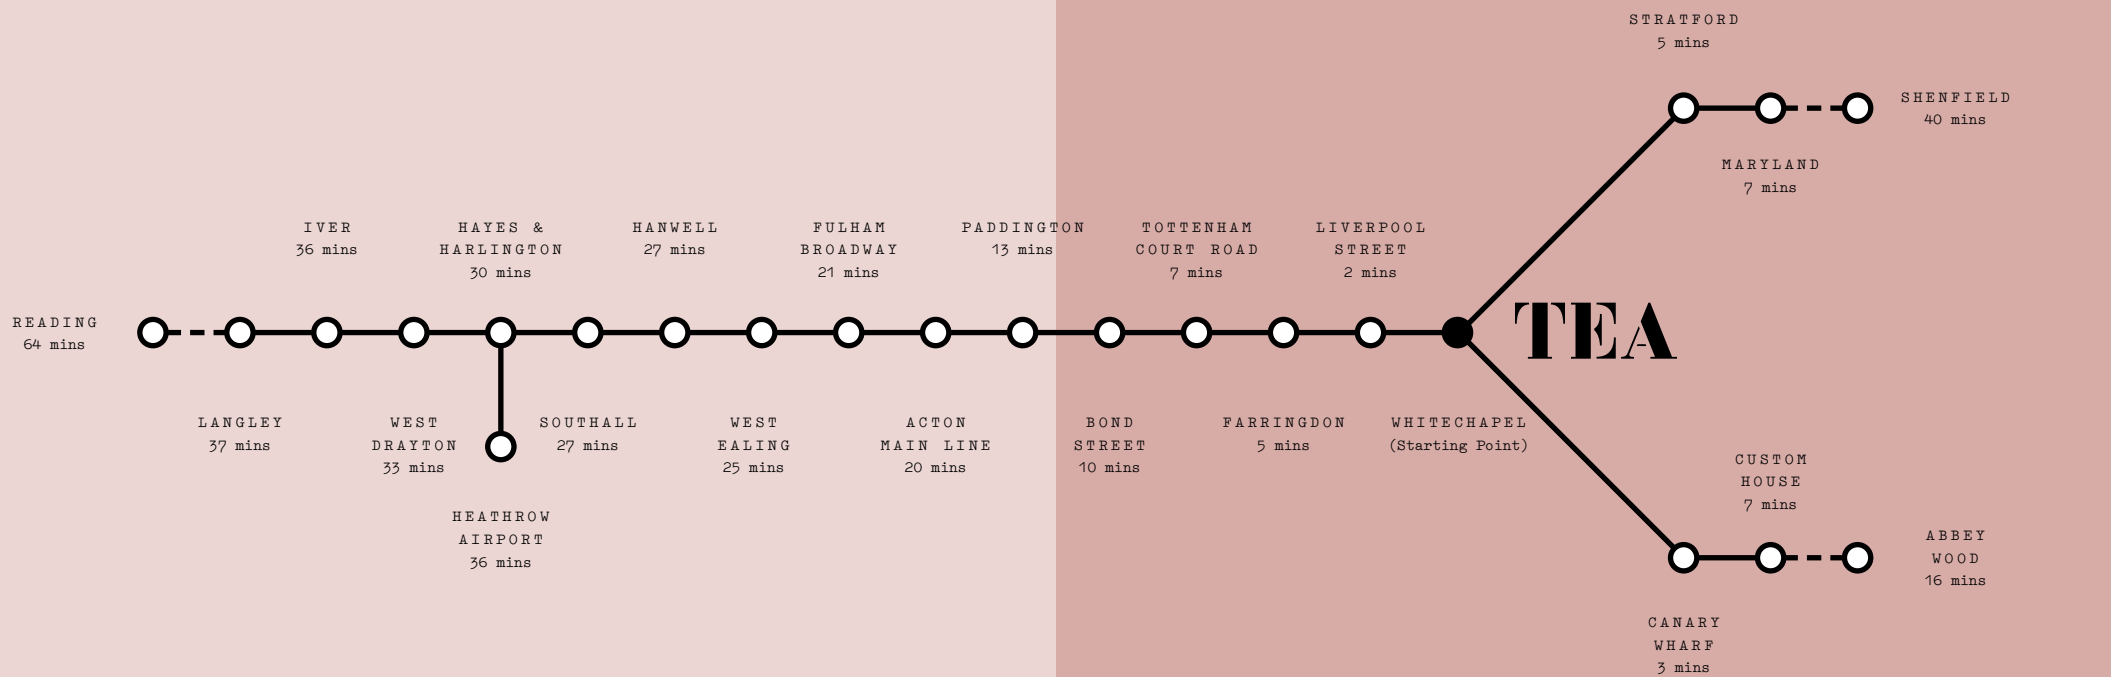 STRATFORD
5 mins
SHENFIELD
40 mins
MARYLAND
7 mins
IVER
36 mins
HAYES &
HARLINGTON
30 mins
HANWELL
27 mins
FULHAM
BROADWAY
21 mins
PADDINGTON
13 mins
TOTTENHAM
COURT ROAD
7 mins
LIVERPOOL
STREET
2 mins
READING
64 mins
TEA
LANGLEY
37 mins
WEST
DRAYTON
33 mins
SOUTHALL
27 mins
WEST
EALING
25 mins
ACTON
MAIN LINE
20 mins
BOND
STREET
10 mins
FARRINGDON
5 mins
WHITECHAPEL
(Starting Point)
HEATHROW
AIRPORT
36 mins
CUSTOM
HOUSE
7 mins
ABBEY
WOOD
16 mins
CANARY
WHARF
3 mins